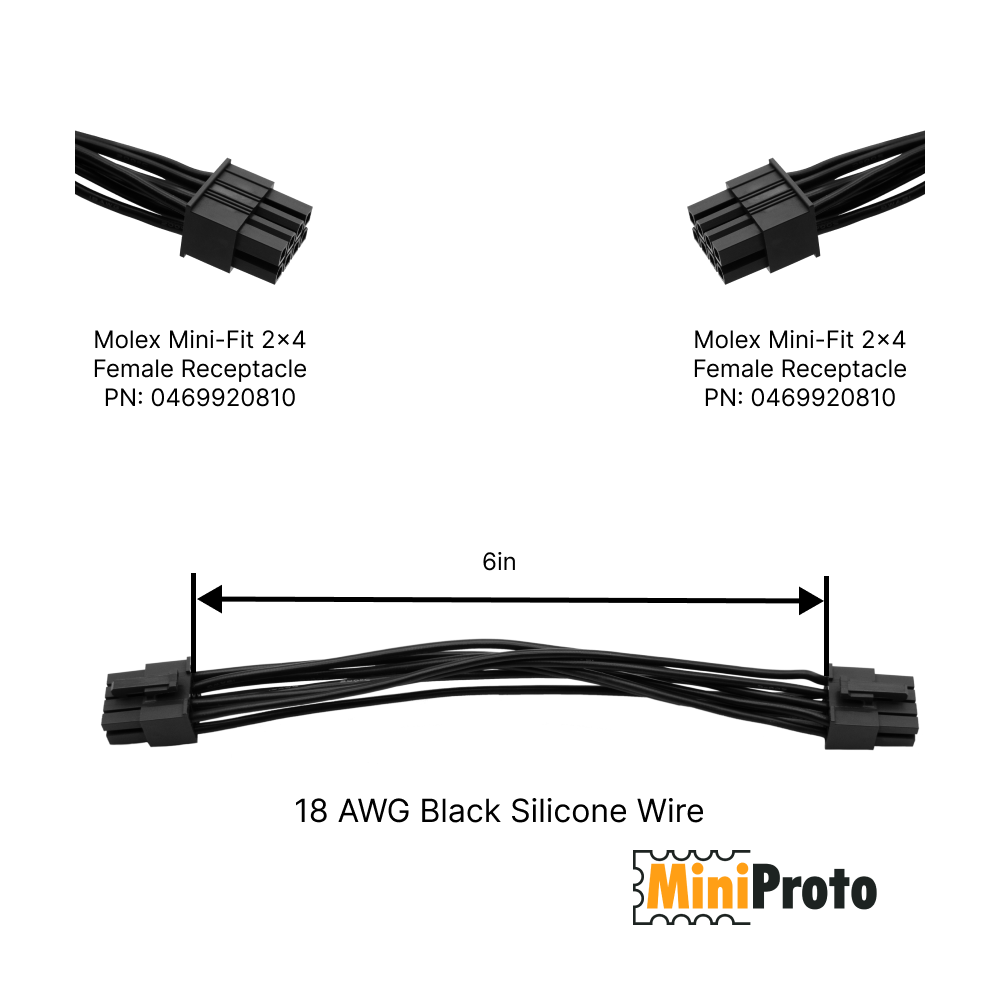 Molex Mini-Fit 2×4
Female Receptacle
PN: 0469920810
Molex Mini-Fit 2×4
Female Receptacle
PN: 0469920810
6in
18 AWG Black Silicone Wire
MiniProto